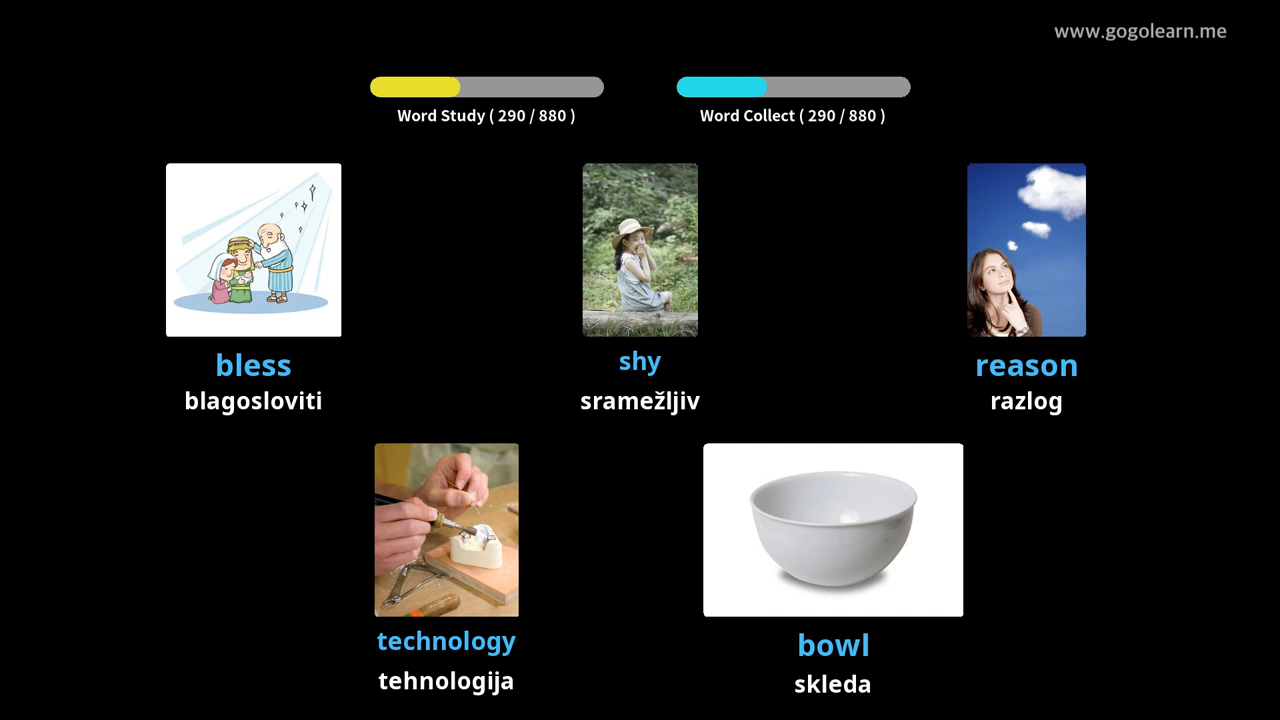 www.gogolearn.me
Word Study ( 290 / 880 )
Word Collect ( 290 / 880 )
bless
blagosloviti
shy
sramežljiv
reason
razlog
technology
tehnologija
bowl
skleda